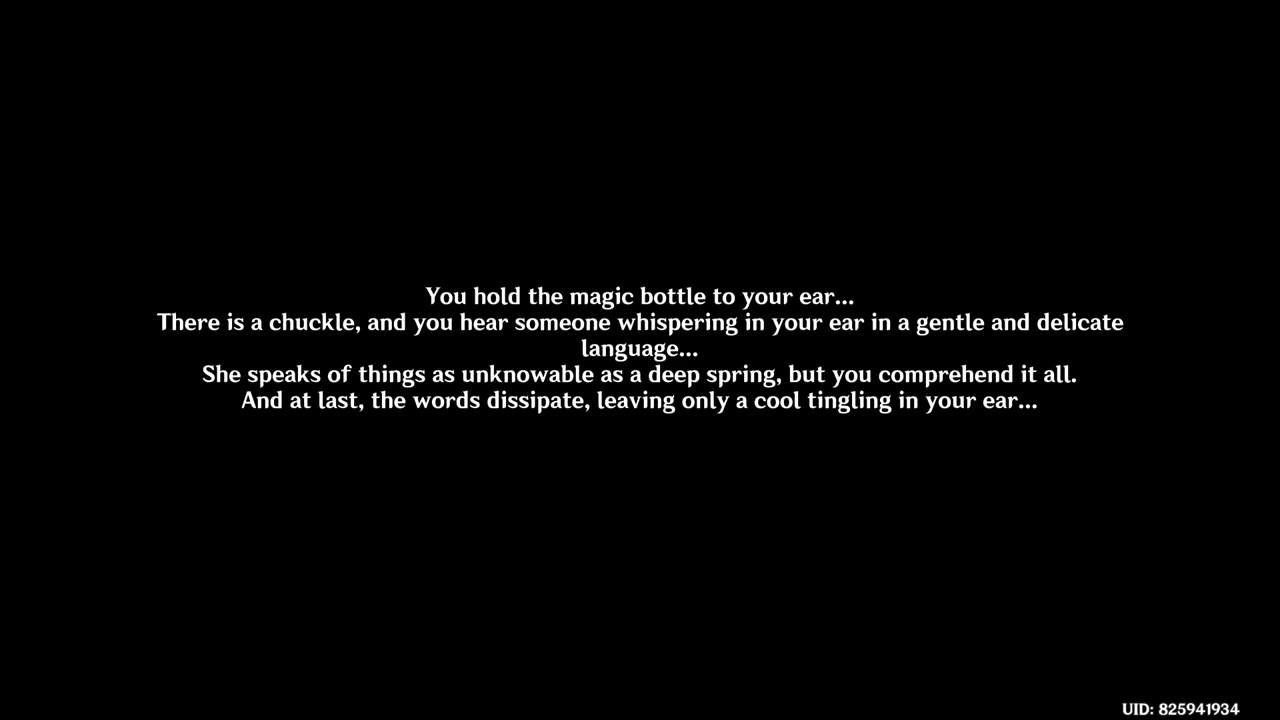 You hold the magic bottle to your ear...
There is a chuckle, and you hear someone whispering in your ear in a gentle and delicate
language...
She speaks of things as unknowable as a deep spring, but you comprehend it all.
And at last, the words dissipate, leaving only a cool tingling in your ear...
UID: 825941934